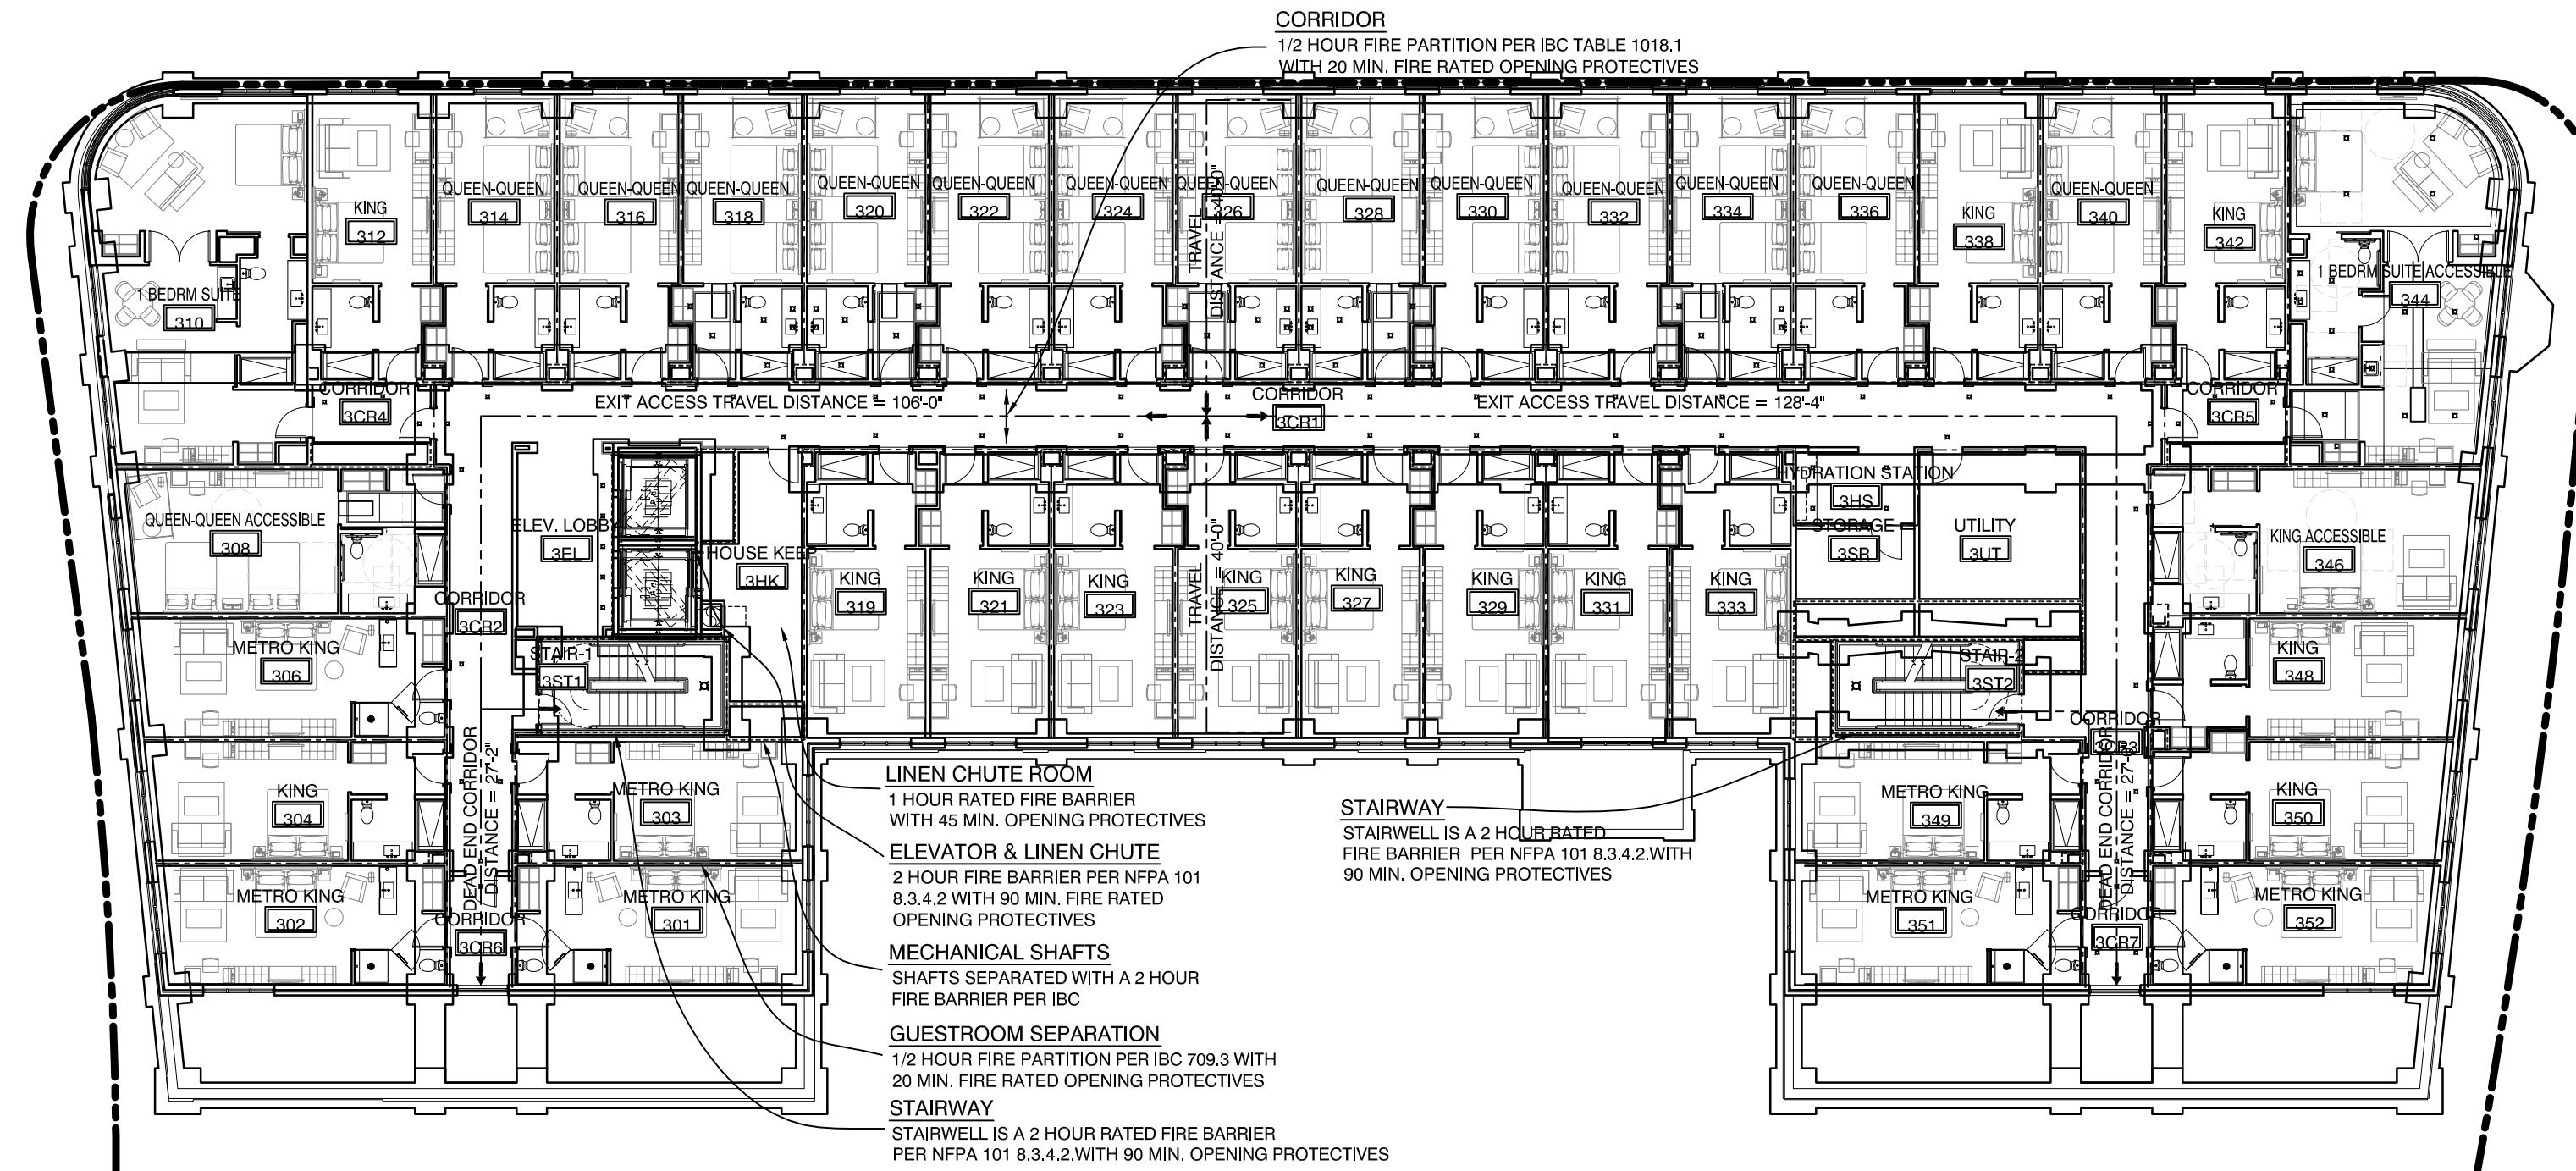 CORRIDOR
1/2 HOUR FIRE PARTITION PER IBC TABLE 1018.1
WITH 20 MIN. FIRE RATED OPENING PROTECTIVES
1 BEDRM SUITE
310
KING
312
QUEEN-QUEEN
314
QUEEN-QUEEN
316
QUEEN-QUEEN
318
QUEEN-QUEEN
320
QUEEN-QUEEN
322
QUEEN-QUEEN
324
QUEEN-QUEEN
326
TRAVEL
DISTANCE = 34'-0"
QUEEN-QUEEN
328
QUEEN-QUEEN
330
QUEEN-QUEEN
332
QUEEN-QUEEN
334
QUEEN-QUEEN
336
KING
338
QUEEN-QUEEN
340
KING
342
1 BEDRM SUITE ACCESSIBLE
344
CORRIDOR
3CR4
EXIT ACCESS TRAVEL DISTANCE = 106'-0"
CORRIDOR
3CR1
EXIT ACCESS TRAVEL DISTANCE = 128'-4"
CORRIDOR
3CR5
QUEEN-QUEEN ACCESSIBLE
308
ELEV. LOBBY
3EL
HOUSE KEEP
3HK
KING
319
KING
321
KING
323
TRAVEL
DISTANCE = 40'-0"
KING
325
KING
327
KING
329
KING
331
KING
333
HYDRATION STATION
3HS
STORAGE
3SR
UTILITY
3UT
KING ACCESSIBLE
346
CORRIDOR
3CR2
METRO KING
306
STAIR-1
3ST1
STAIR-2
3ST2
KING
348
CORRIDOR
3CR3
KING
304
DEAD END CORRIDOR
DISTANCE = 27'-2"
METRO KING
303
METRO KING
349
DEAD END CORRIDOR
DISTANCE = 27'-
KING
350
METRO KING
302
CORRIDOR
3CR6
METRO KING
301
METRO KING
351
CORRIDOR
3CR7
METRO KING
352
LINEN CHUTE ROOM
1 HOUR RATED FIRE BARRIER
WITH 45 MIN. OPENING PROTECTIVES
ELEVATOR & LINEN CHUTE
2 HOUR FIRE BARRIER PER NFPA 101
8.3.4.2 WITH 90 MIN. FIRE RATED
OPENING PROTECTIVES
MECHANICAL SHAFTS
SHAFTS SEPARATED WITH A 2 HOUR
FIRE BARRIER PER IBC
GUESTROOM SEPARATION
1/2 HOUR FIRE PARTITION PER IBC 709.3 WITH
20 MIN. FIRE RATED OPENING PROTECTIVES
STAIRWAY
STAIRWELL IS A 2 HOUR RATED FIRE BARRIER
PER NFPA 101 8.3.4.2.WITH 90 MIN. OPENING PROTECTIVES
STAIRWAY
STAIRWELL IS A 2 HOUR RATED
FIRE BARRIER PER NFPA 101 8.3.4.2.WITH
90 MIN. OPENING PROTECTIVES